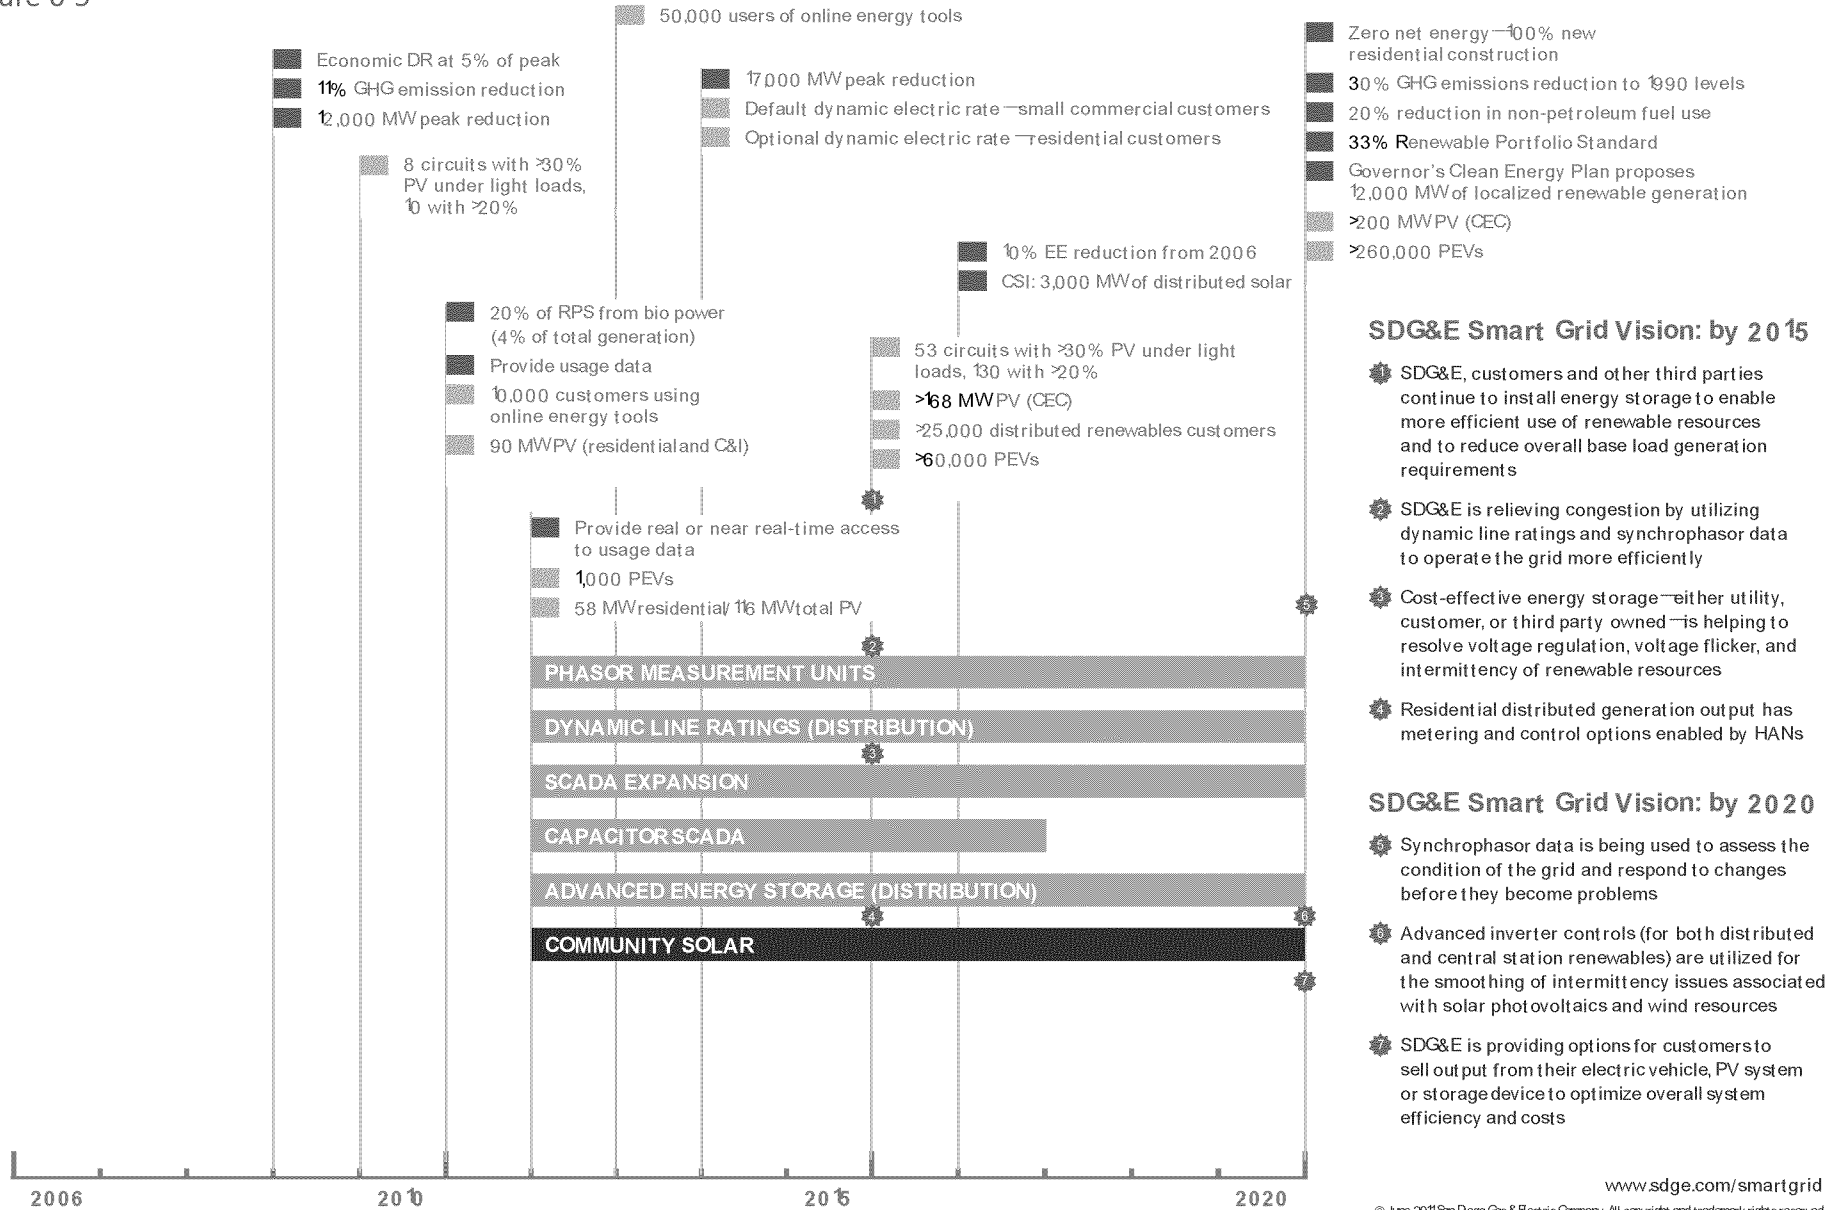 50,000 users of online energy tools
Economic DR at 5% of peak
11% GHG emission reduction
12,000 MW peak reduction
8 circuits with >30%
PV under light loads,
10 with >20%
17,000 MW peak reduction
Default dynamic electric rate—small commercial customers
Optional dynamic electric rate—residential customers
Zero net energy—100% new
residential construction
30% GHG emissions reduction to 1990 levels
20% reduction in non-petroleum fuel use
33% Renewable Portfolio Standard
Governor's Clean Energy Plan proposes
12,000 MW of localized renewable generation
>200 MW PV (CEC)
>260,000 PEVs
10% EE reduction from 2006
CSI: 3,000 MW of distributed solar
20% of RPS from bio power
(4% of total generation)
Provide usage data
10,000 customers using
online energy tools
90 MW PV (residential and C&I)
53 circuits with >30% PV under light
loads, 130 with >20%
>168 MW PV (CEC)
>25,000 distributed renewables customers
>60,000 PEVs
1
Provide real or near real-time access
to usage data
1,000 PEVs
58 MW residential/ 116 MW total PV
5
2
PHASOR MEASUREMENT UNITS
DYNAMIC LINE RATINGS (DISTRIBUTION)
3
SCADA EXPANSION
CAPACITOR SCADA
ADVANCED ENERGY STORAGE (DISTRIBUTION)
4
6
COMMUNITY SOLAR
7
2006
2010
2015
2020
SDG&E Smart Grid Vision: by 2015
1 SDG&E, customers and other third parties
continue to install energy storage to enable
more efficient use of renewable resources
and to reduce overall base load generation
requirements
2 SDG&E is relieving congestion by utilizing
dynamic line ratings and synchrophasor data
to operate the grid more efficiently
3 Cost-effective energy storage—either utility,
customer, or third party owned—is helping to
resolve voltage regulation, voltage flicker, and
intermittency of renewable resources
4 Residential distributed generation output has
metering and control options enabled by HANs
SDG&E Smart Grid Vision: by 2020
5 Synchrophasor data is being used to assess the
condition of the grid and respond to changes
before they become problems
6 Advanced inverter controls (for both distributed
and central station renewables) are utilized for
the smoothing of intermittency issues associated
with solar photovoltaics and wind resources
7 SDG&E is providing options for customers to
sell output from their electric vehicle, PV system
or storage device to optimize overall system
efficiency and costs
www.sdge.com/smartgrid